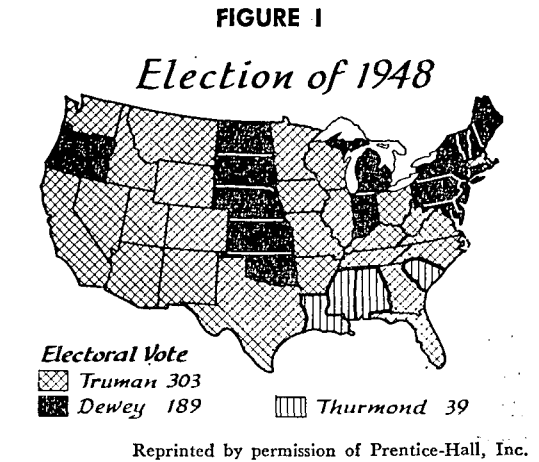 FIGURE I
Election of 1948
Electoral Vote
Truman 303
Dewey 189
Thurmond 39
Reprinted by permission of Prentice-Hall, Inc.